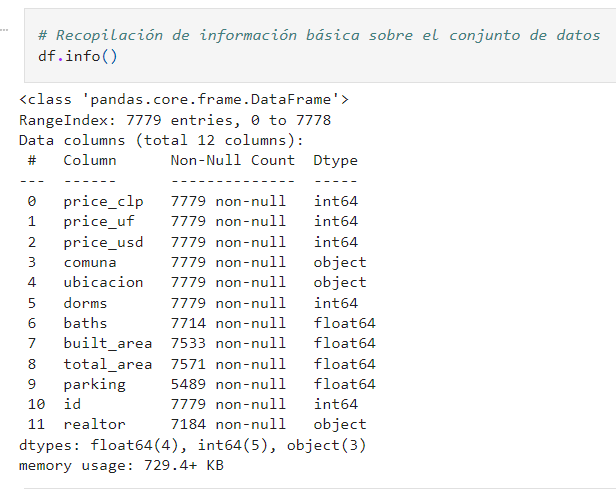 ...
# Recopilación de información básica sobre el conjunto de datos
df.info()
<class 'pandas.core.frame.DataFrame'>
RangeIndex: 7779 entries, 0 to 7778
Data columns (total 12 columns):
 #   Column      Non-Null Count  Dtype
---  ------      --------------  -----
 0   price_clp   7779 non-null   int64
 1   price_uf    7779 non-null   int64
 2   price_usd   7779 non-null   int64
 3   comuna      7779 non-null   object
 4   ubicacion   7779 non-null   object
 5   dorms       7779 non-null   int64
 6   baths       7714 non-null   float64
 7   built_area  7533 non-null   float64
 8   total_area  7571 non-null   float64
 9   parking     5489 non-null   float64
 10  id          7779 non-null   int64
 11  realtor     7184 non-null   object
dtypes: float64(4), int64(5), object(3)
memory usage: 729.4+ KB